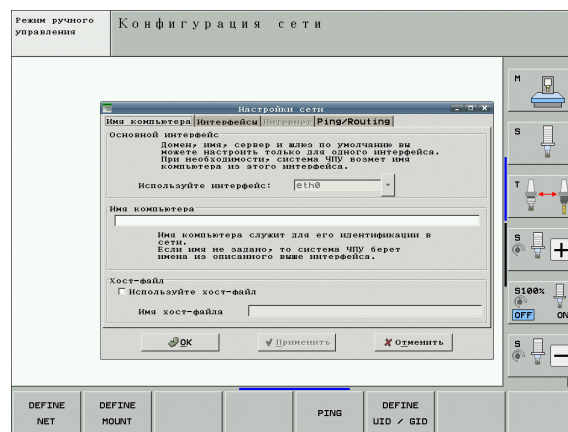 Режим ручного
управления
Конфигурация сети
Настройки сети
Имя компьютера Интерфейсы Интернет Ping/Routing
Основной интерфейс
Домен, имя, сервер и шлюз по умолчанию вы
можете настроить только для одного интерфейса.
При необходимости, система ЧПУ возмет имя
компьютера из этого интерфейса.
Используйте интерфейс: eth0
Имя компьютера
Имя компьютера служит для его идентификации в
сети.
Если имя не задано, то система ЧПУ берет
имена из описанного выше интерфейса.
Хост-файл
Используйте хост-файл
Имя хост-файла
OK Применить Отменить
M
S
T
S
+
S100%
OFF ON
S
−
DEFINE
NET
DEFINE
MOUNT
PING
DEFINE
UID / GID